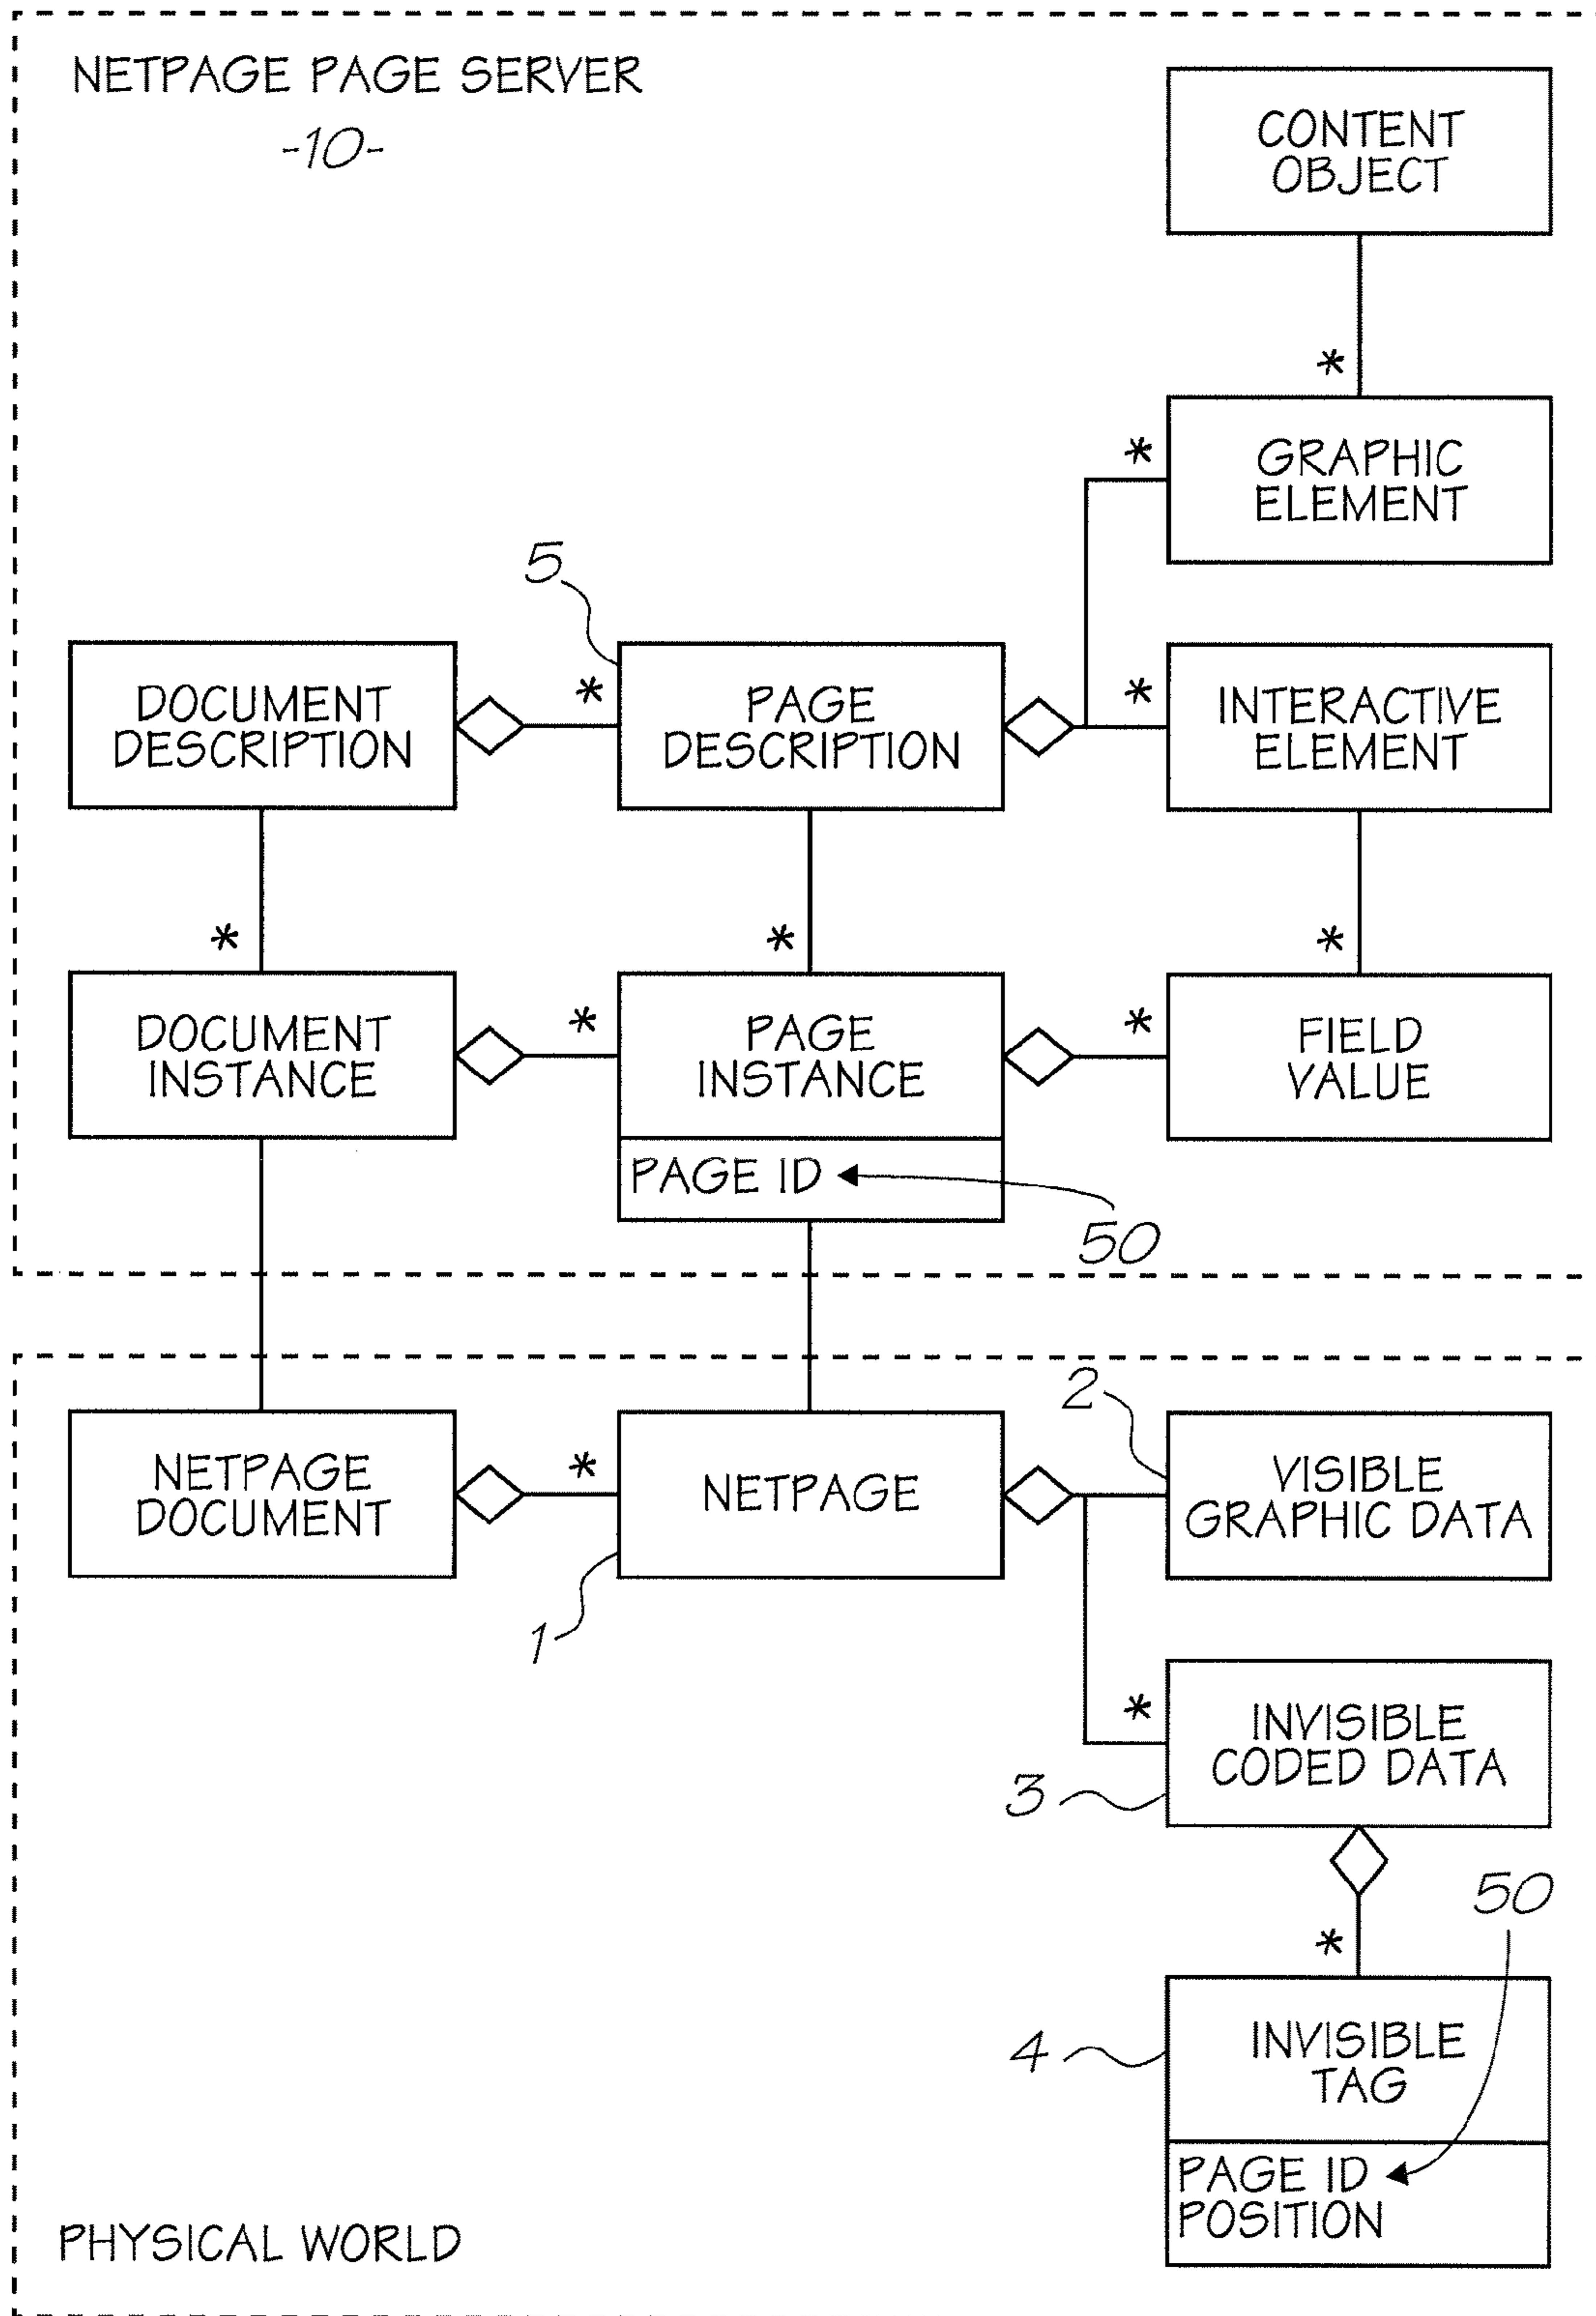 NETPAGE PAGE SERVER
-10-
CONTENT
OBJECT
*
*
GRAPHIC
ELEMENT
5
DOCUMENT
DESCRIPTION
*
PAGE
DESCRIPTION
*
INTERACTIVE
ELEMENT
*
*
*
DOCUMENT
INSTANCE
*
PAGE
INSTANCE
*
FIELD
VALUE
PAGE ID
50
2
NETPAGE
DOCUMENT
*
NETPAGE
VISIBLE
GRAPHIC DATA
1
*
INVISIBLE
CODED DATA
3
50
*
4
INVISIBLE
TAG
PAGE ID
POSITION
PHYSICAL WORLD